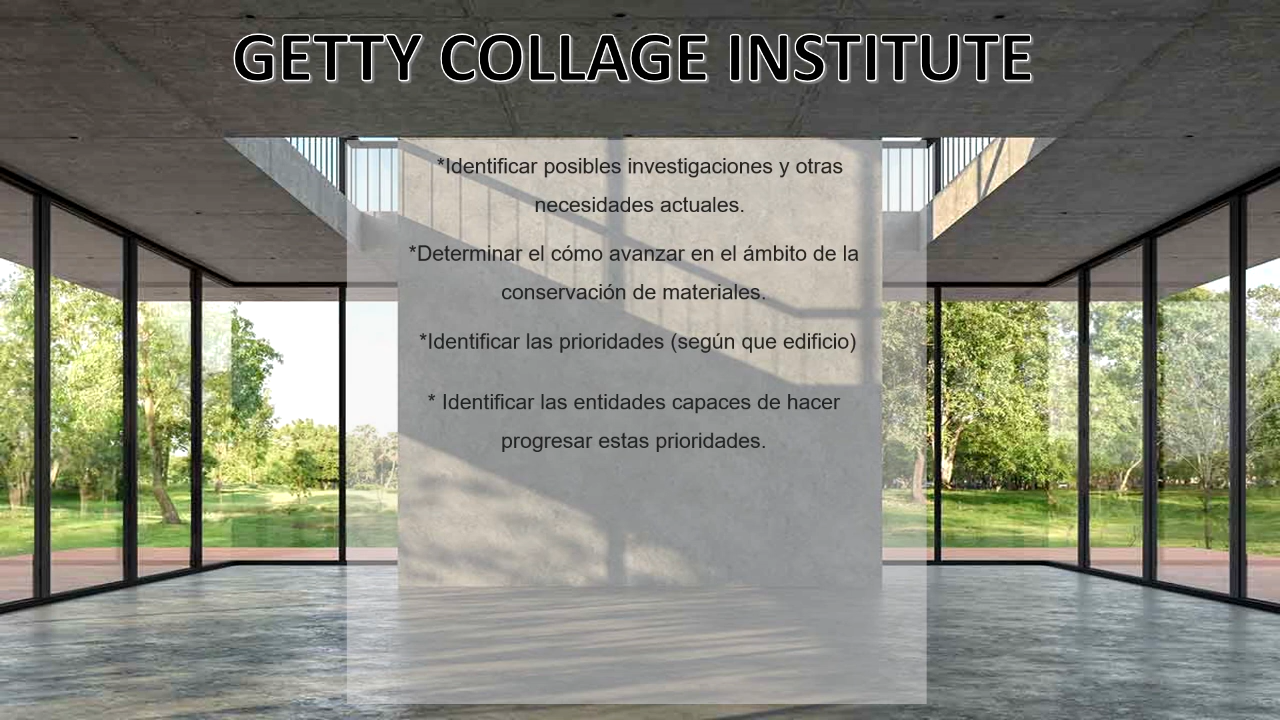 GETTY COLLAGE INSTITUTE
*Identificar posibles investigaciones y otras
necesidades actuales.
*Determinar el cómo avanzar en el ámbito de la
conservación de materiales.
*Identificar las prioridades (según que edificio)
* Identificar las entidades capaces de hacer
progresar estas prioridades.